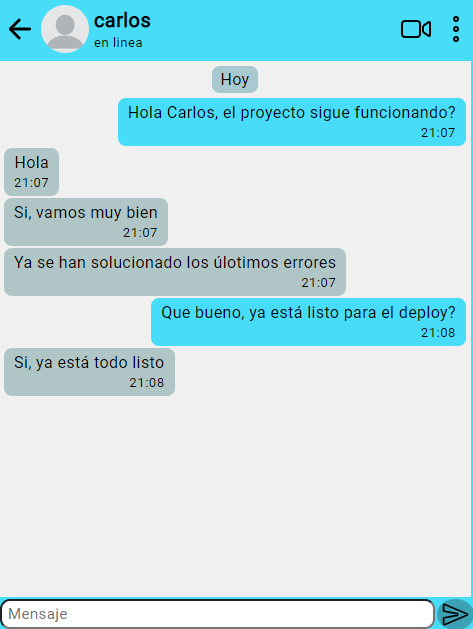 carlos
en linea
Hoy
Hola Carlos, el proyecto sigue funcionando?
21:07
Hola
21:07
Si, vamos muy bien
21:07
Ya se han solucionado los úlotimos errores
21:07
Que bueno, ya está listo para el deploy?
21:08
Si, ya está todo listo
21:08
Mensaje